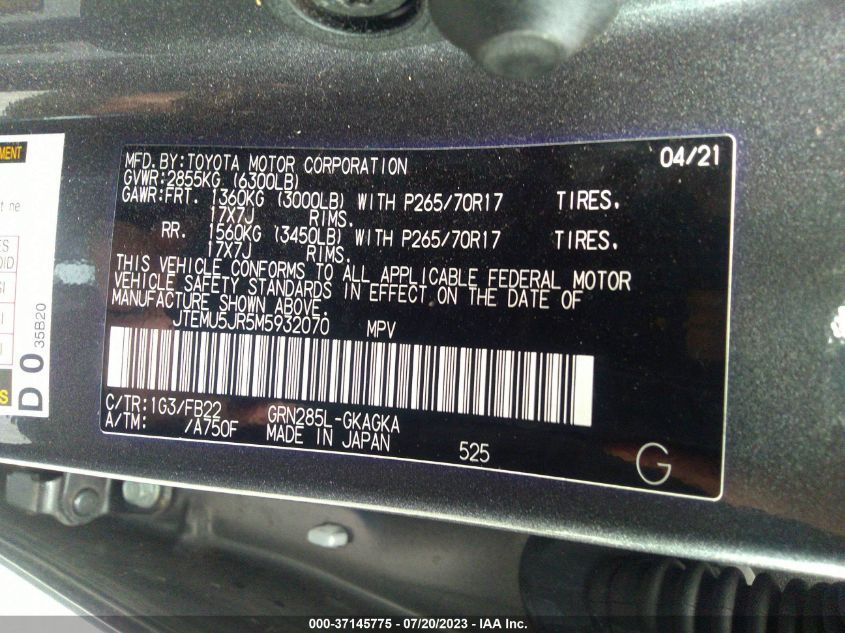 MFD.BY:TOYOTA MOTOR CORPORATION 04/21
GVWR:2855KG (6300LB)
GAWR:FRT. 1360KG (3000LB) WITH P265/70R17 TIRES.
17X7J RIMS.
RR. 1560KG (3450LB) WITH P265/70R17 TIRES.
17X7J RIMS.
THIS VEHICLE CONFORMS TO ALL APPLICABLE FEDERAL MOTOR
VEHICLE SAFETY STANDARDS IN EFFECT ON THE DATE OF
MANUFACTURE SHOWN ABOVE.
JTEMU5JR5M5932070 MPV
C/TR:1G3/FB22 GRN285L-GKAGKA
A/TM: /A750F MADE IN JAPAN 525
G
D 0 35B20
000-37145775 - 07/20/2023 - IAA Inc.